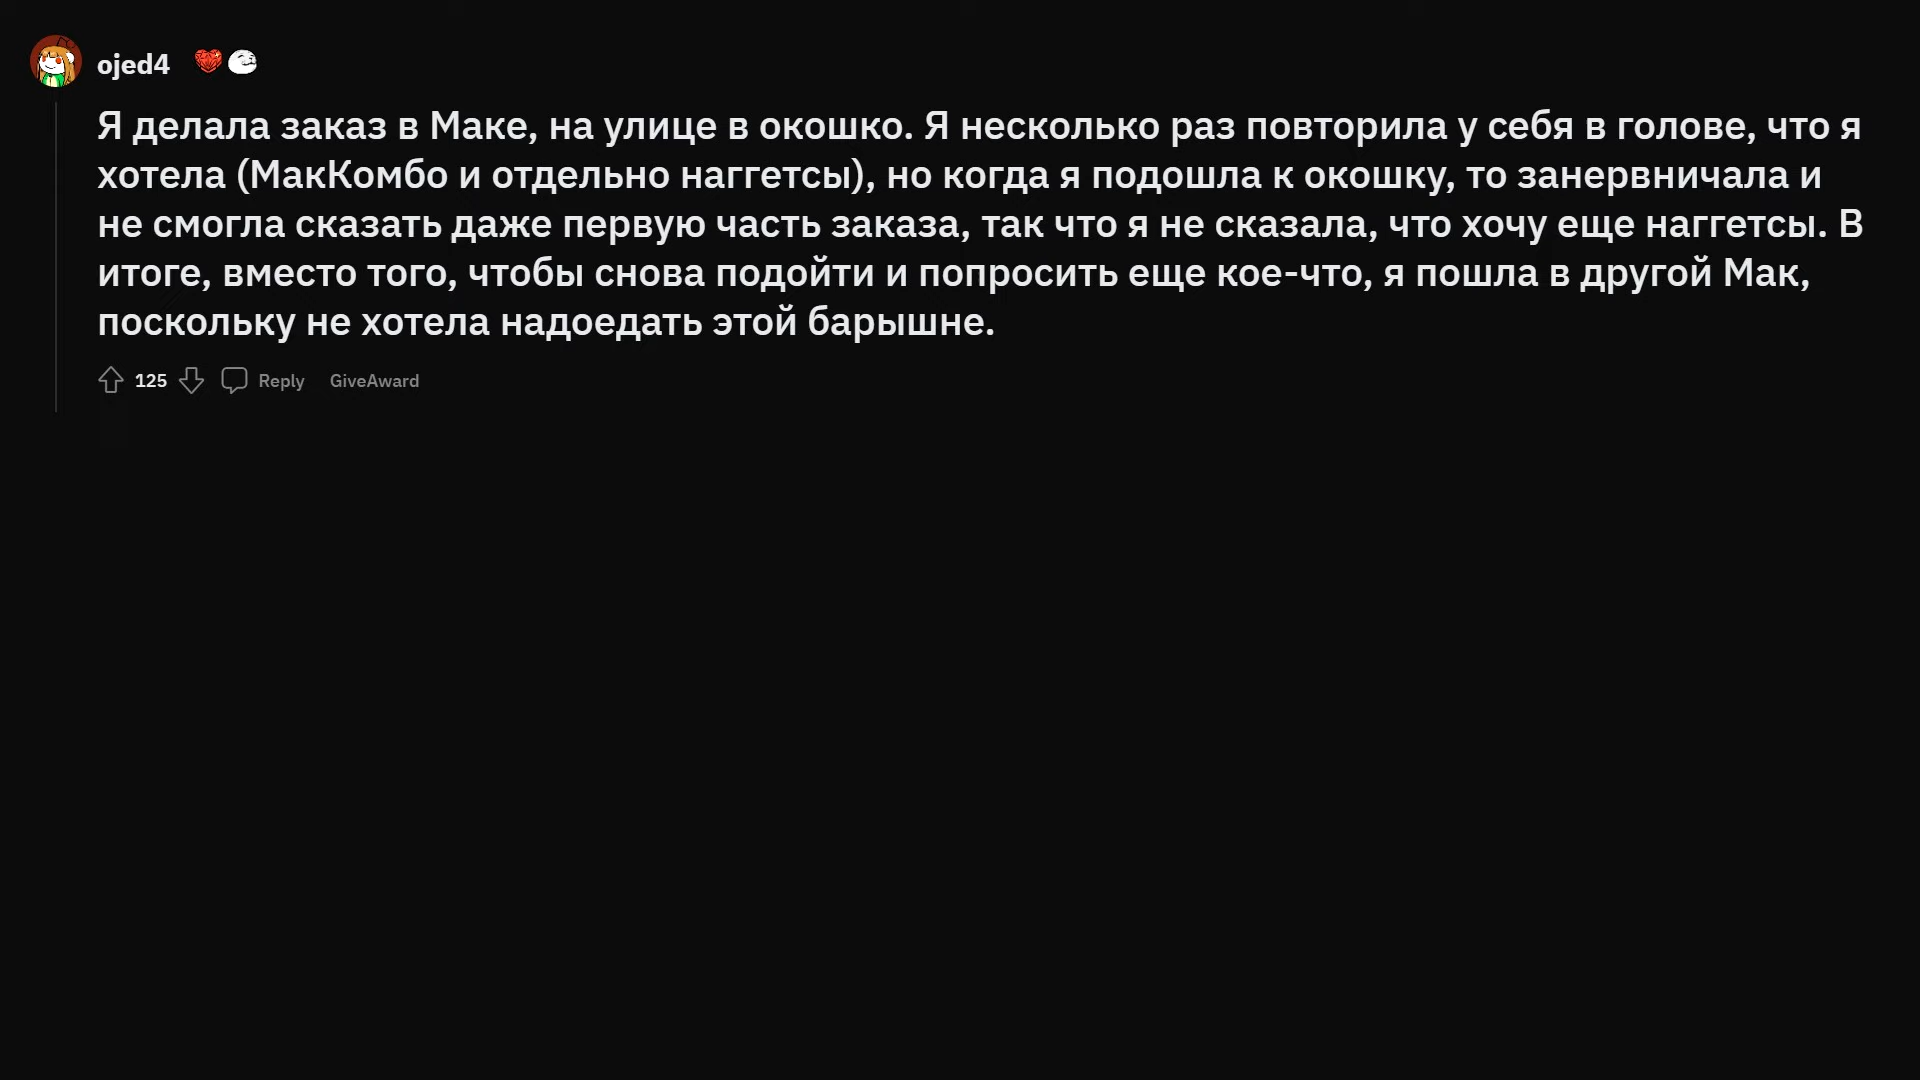 ojed4
Я делала заказ в Маке, на улице в окошко. Я несколько раз повторила у себя в голове, что я
хотела (МакКомбо и отдельно наггетсы), но когда я подошла к окошку, то занервничала и
не смогла сказать даже первую часть заказа, так что я не сказала, что хочу еще наггетсы. В
итоге, вместо того, чтобы снова подойти и попросить еще кое-что, я пошла в другой Мак,
поскольку не хотела надоедать этой барышне.
125 Reply GiveAward